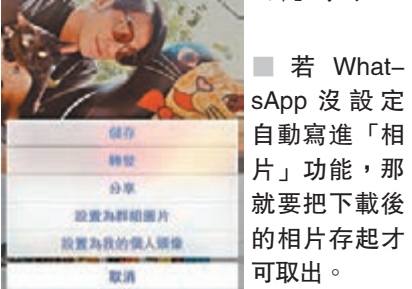 儲存
轉發
分享
設置為群組圖片
設置為我的個人頭像
取消
■ 若 What–
sApp 沒設定
自動寫進「相
片」功能，那
就要把下載後
的相片存起才
可取出。